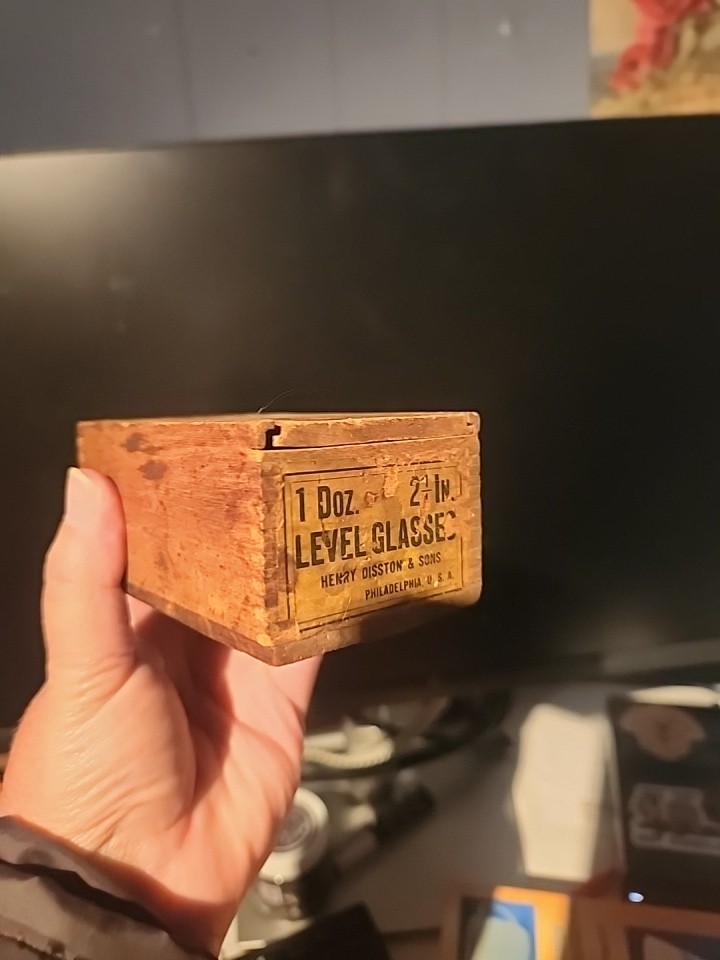 1 Doz. 2½ In.
LEVEL GLASSES
HENRY DISSTON & SONS
PHILADELPHIA, U. S. A.